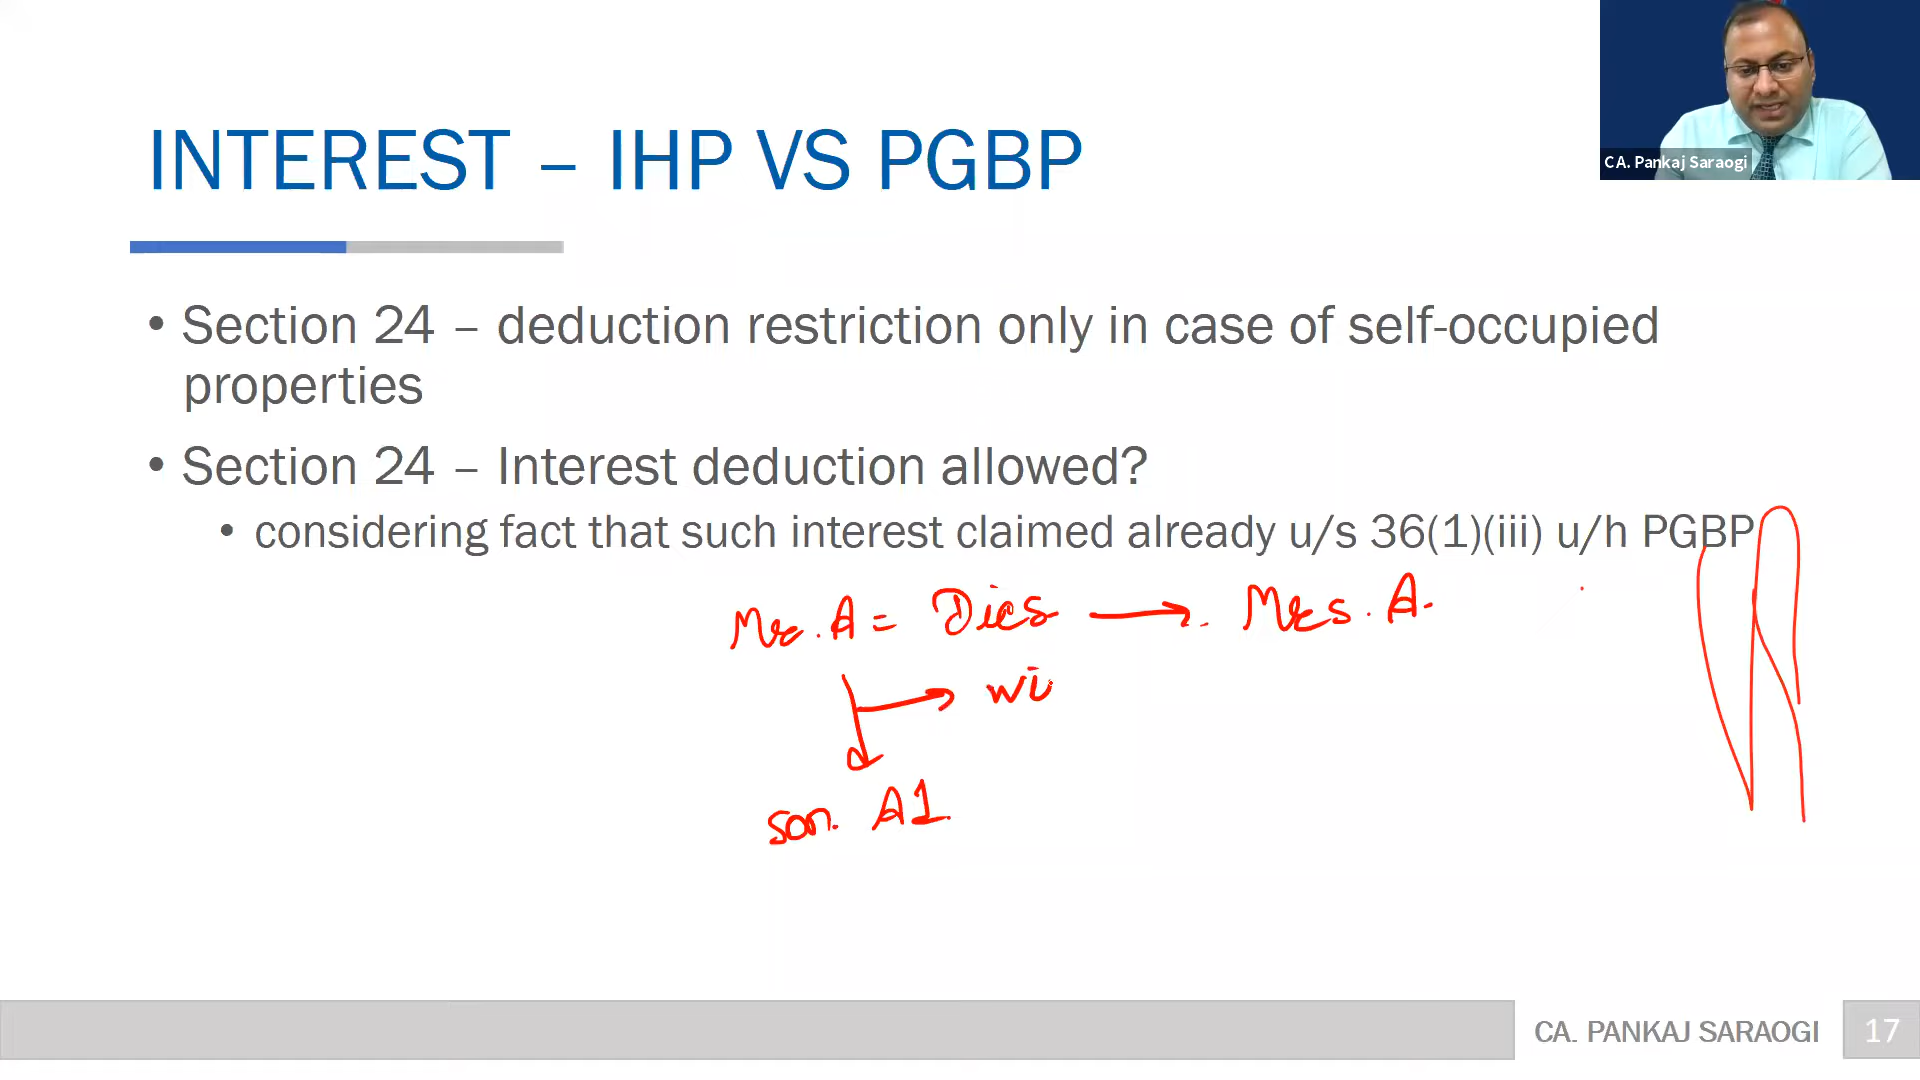 CA. Pankaj Saraogi
INTEREST – IHP VS PGBP
• Section 24 – deduction restriction only in case of self-occupied
properties
• Section 24 – Interest deduction allowed?
• considering fact that such interest claimed already u/s 36(1)(iii) u/h PGBP
Mr. A = Dies → Mrs. A.
wi
son. A1
CA. PANKAJ SARAOGI
17